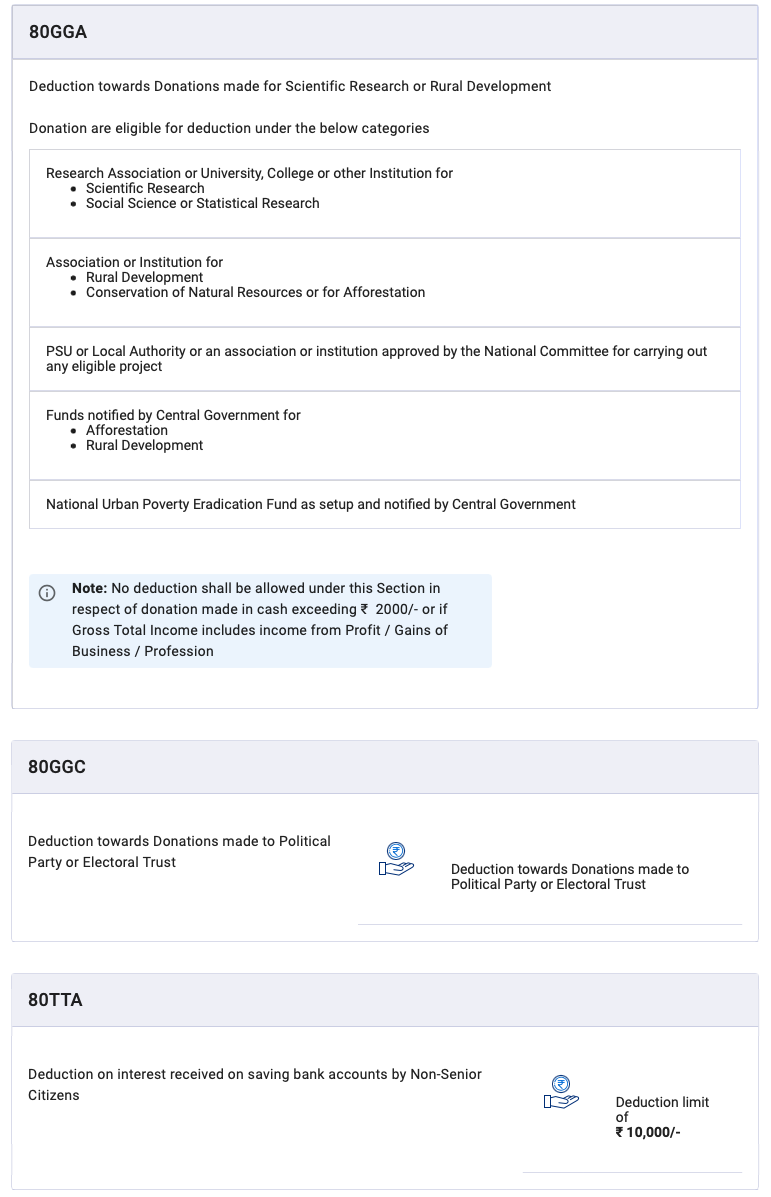 80GGA
Deduction towards Donations made for Scientific Research or Rural Development
Donation are eligible for deduction under the below categories
Research Association or University, College or other Institution for
• Scientific Research
• Social Science or Statistical Research
Association or Institution for
• Rural Development
• Conservation of Natural Resources or for Afforestation
PSU or Local Authority or an association or institution approved by the National Committee for carrying out
any eligible project
Funds notified by Central Government for
• Afforestation
• Rural Development
National Urban Poverty Eradication Fund as setup and notified by Central Government
Note: No deduction shall be allowed under this Section in
respect of donation made in cash exceeding ₹ 2000/- or if
Gross Total Income includes income from Profit / Gains of
Business / Profession
80GGC
Deduction towards Donations made to Political
Party or Electoral Trust
₹
Deduction towards Donations made to
Political Party or Electoral Trust
80TTA
Deduction on interest received on saving bank accounts by Non-Senior
Citizens
₹
Deduction limit
of
₹ 10,000/-